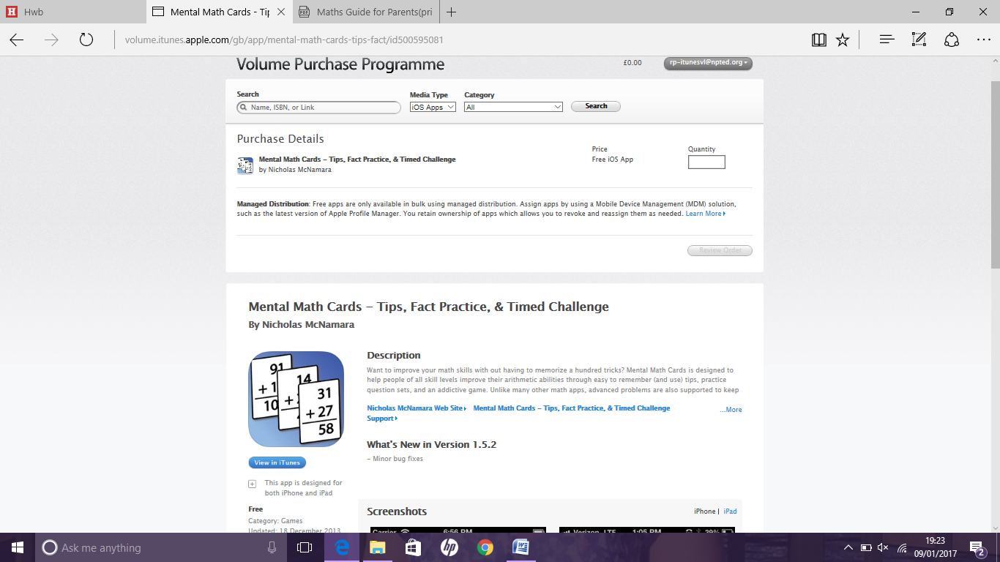 Hwb
Mental Math Cards - Tip
Maths Guide for Parents(pri
volume.itunes.apple.com/gb/app/mental-math-cards-tips-fact/id500595081
Volume Purchase Programme
£0.00
rp-itunesvl@npted.org
Search
Media Type
Category
Name, ISBN, or Link
iOS Apps
All
Search
Purchase Details
Price
Quantity
Mental Math Cards – Tips, Fact Practice, & Timed Challenge
Free iOS App
by Nicholas McNamara
Managed Distribution: Free apps are only available in bulk using managed distribution. Assign apps by using a Mobile Device Management (MDM) solution,
such as the latest version of Apple Profile Manager. You retain ownership of apps which allows you to revoke and reassign them as needed. Learn More
Review Order
Mental Math Cards – Tips, Fact Practice, & Timed Challenge
By Nicholas McNamara
91
+ 1
10
14
+
31
+ 27
58
View in iTunes
This app is designed for
both iPhone and iPad
Free
Category: Games
Updated: 18 December 2013
Description
Want to improve your math skills with out having to memorize a hundred tricks? Mental Math Cards is designed to
help people of all skill levels improve their arithmetic abilities through easy to remember (and use) tips, practice
question sets, and an addictive game. Unlike many other math apps, advanced problems are also supported to keep
Nicholas McNamara Web Site Mental Math Cards – Tips, Fact Practice, & Timed Challenge
Support
...More
What's New in Version 1.5.2
– Minor bug fixes
Screenshots
iPhone | iPad
Carrier 6:56 PM
Verizon LTE 1:05 PM 39%
Ask me anything
19:23
09/01/2017
2